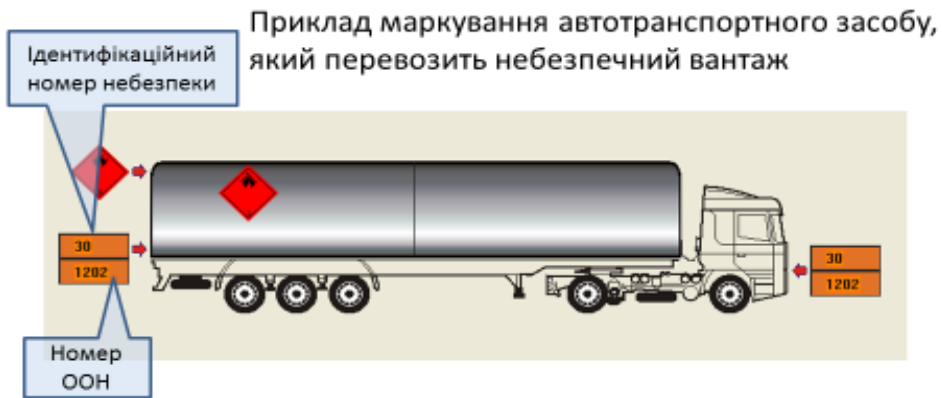 Приклад маркування автотранспортного засобу,
який перевозить небезпечний вантаж
Ідентифікаційний
номер небезпеки
30
1202
30
1202
Номер
ООН